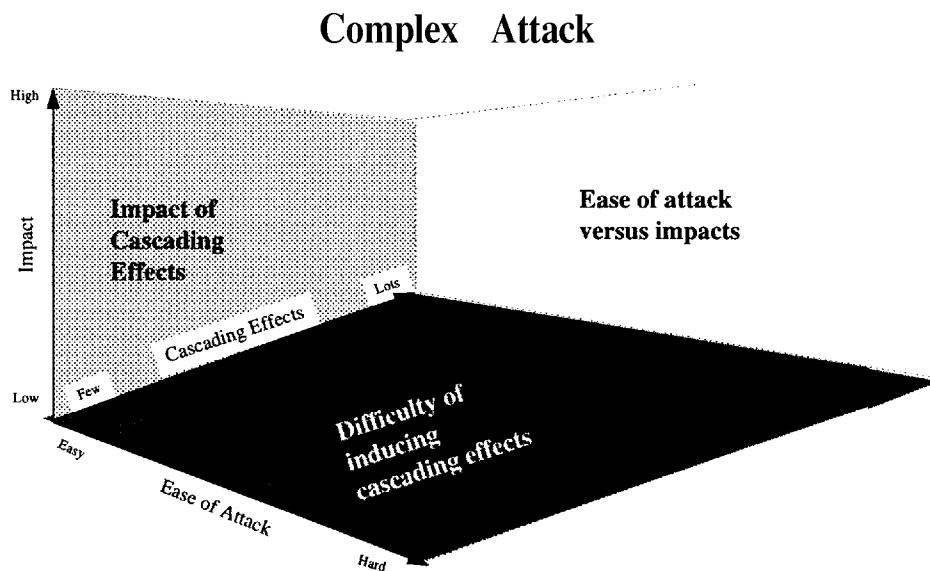 Complex Attack
High
Impact of
Cascading
Effects
Ease of attack
versus impacts
Impact
Lots
Cascading Effects
Few
Low
Difficulty of
inducing
cascading effects
Easy
Ease of Attack
Hard